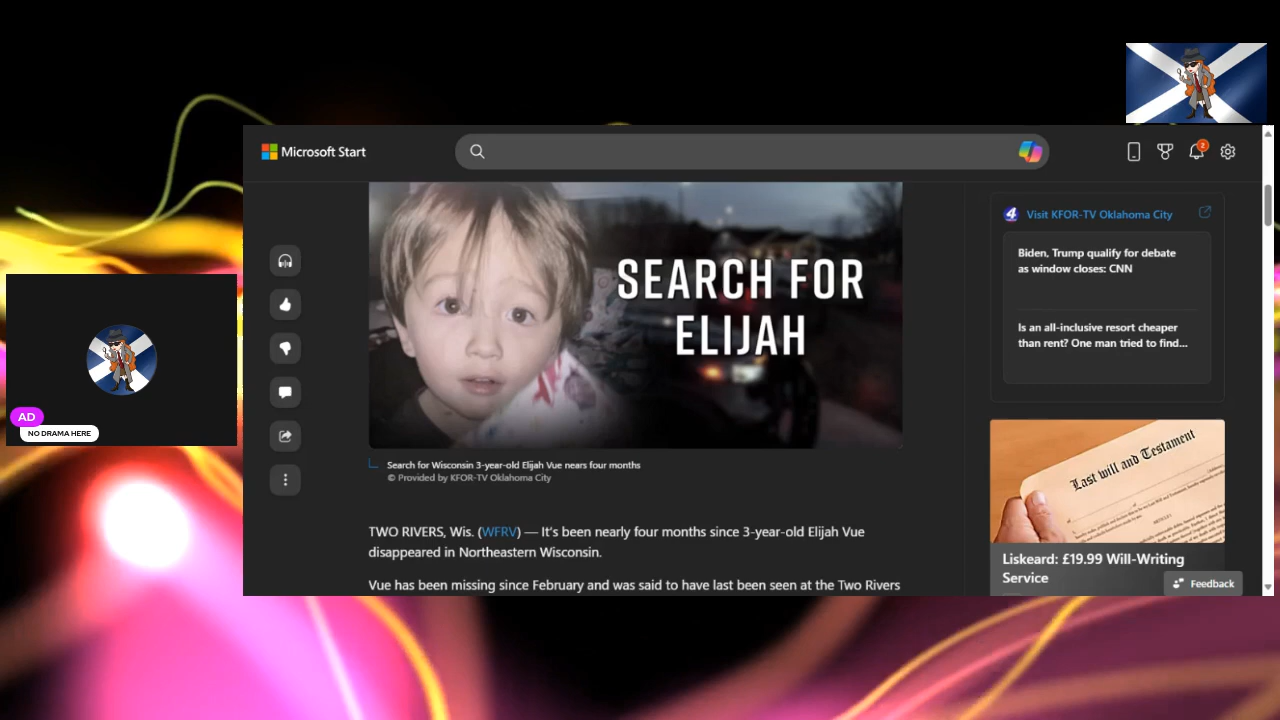 Microsoft Start
2
SEARCH FOR
ELIJAH
Search for Wisconsin 3-year-old Elijah Vue nears four months
© Provided by KFOR-TV Oklahoma City
TWO RIVERS, Wis. (WFRV) — It's been nearly four months since 3-year-old Elijah Vue
disappeared in Northeastern Wisconsin.
Vue has been missing since February and was said to have last been seen at the Two Rivers
4
Visit KFOR-TV Oklahoma City
Biden, Trump qualify for debate
as window closes: CNN
Is an all-inclusive resort cheaper
than rent? One man tried to find...
Last will and Testament
Liskeard: £19.99 Will-Writing
Service
Feedback
AD
NO DRAMA HERE